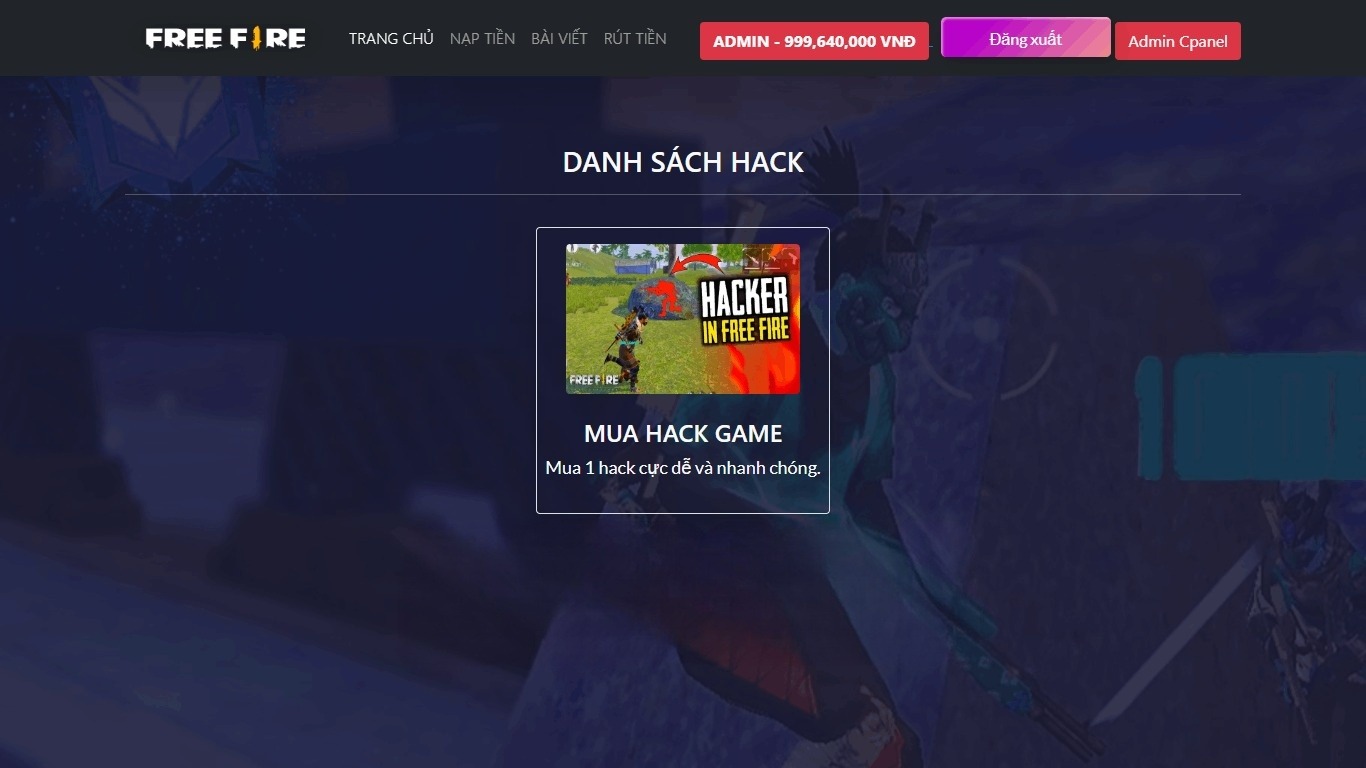 FREE FIRE
TRANG CHỦ
NẠP TIỀN
BÀI VIẾT
RÚT TIỀN
ADMIN - 999,640,000 VNĐ
Đăng xuất
Admin Cpanel
DANH SÁCH HACK
HACKER
IN FREE FIRE
FREE FIRE
MUA HACK GAME
Mua 1 hack cực dễ và nhanh chóng.